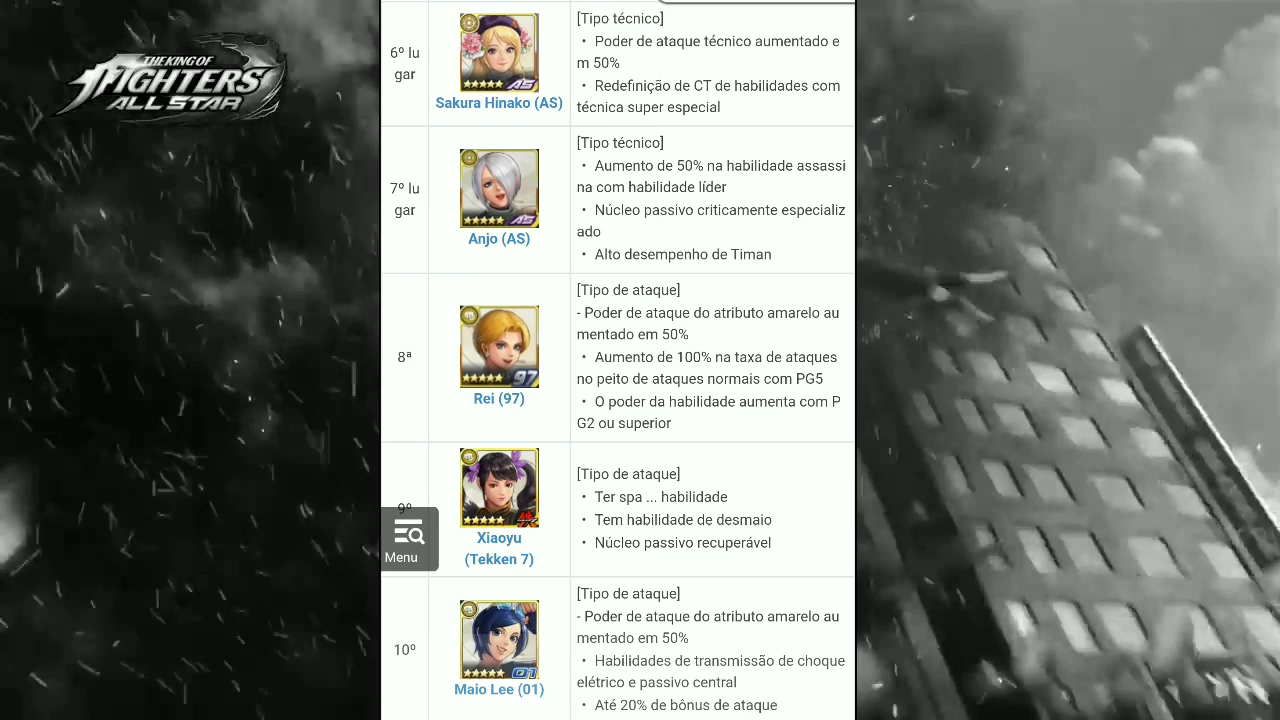 THE KING OF
FIGHTERS
ALL STAR
6º lu
gar
AS
Sakura Hinako (AS)
[Tipo técnico]
・ Poder de ataque técnico aumentado e
m 50%
・ Redefinição de CT de habilidades com
técnica super especial
7º lu
gar
AS
Anjo (AS)
[Tipo técnico]
・ Aumento de 50% na habilidade assassi
na com habilidade líder
・ Núcleo passivo criticamente especializ
ado
・ Alto desempenho de Timan
8ª
97
Rei (97)
[Tipo de ataque]
- Poder de ataque do atributo amarelo au
mentado em 50%
・ Aumento de 100% na taxa de ataques
no peito de ataques normais com PG5
・ O poder da habilidade aumenta com P
G2 ou superior
9º
Xiaoyu
(Tekken 7)
[Tipo de ataque]
・ Ter spa ... habilidade
・ Tem habilidade de desmaio
・ Núcleo passivo recuperável
Menu
10º
01
Maio Lee (01)
[Tipo de ataque]
- Poder de ataque do atributo amarelo au
mentado em 50%
・ Habilidades de transmissão de choque
elétrico e passivo central
・ Até 20% de bônus de ataque